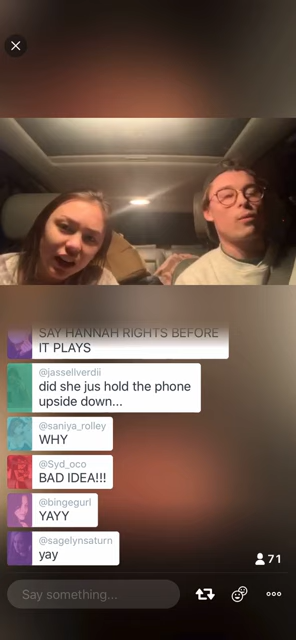 SAY HANNAH RIGHTS BEFORE
IT PLAYS
@jassellverdii
did she jus hold the phone
upside down...
@saniya_rolley
WHY
@Syd_oco
BAD IDEA!!!
@bingegurl
YAYY
@sagelynsaturn
yay
71
Say something...